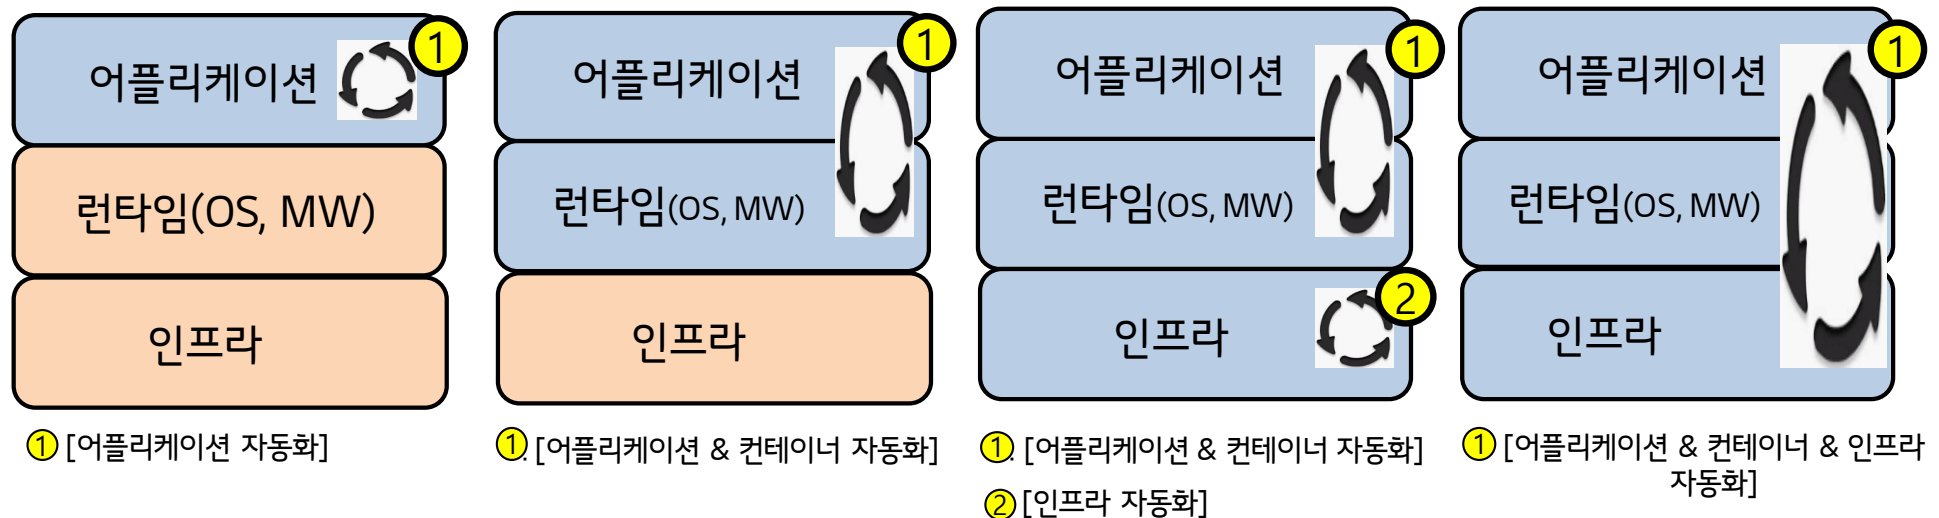 어플리케이션
1
런타임(OS, MW)
인프라
1 [어플리케이션 자동화]
어플리케이션
1
런타임(OS, MW)
인프라
1. [어플리케이션 & 컨테이너 자동화]
어플리케이션
1
런타임(OS, MW)
인프라
2
1. [어플리케이션 & 컨테이너 자동화]
2 [인프라 자동화]
어플리케이션
1
런타임(OS, MW)
인프라
1 [어플리케이션 & 컨테이너 & 인프라
자동화]